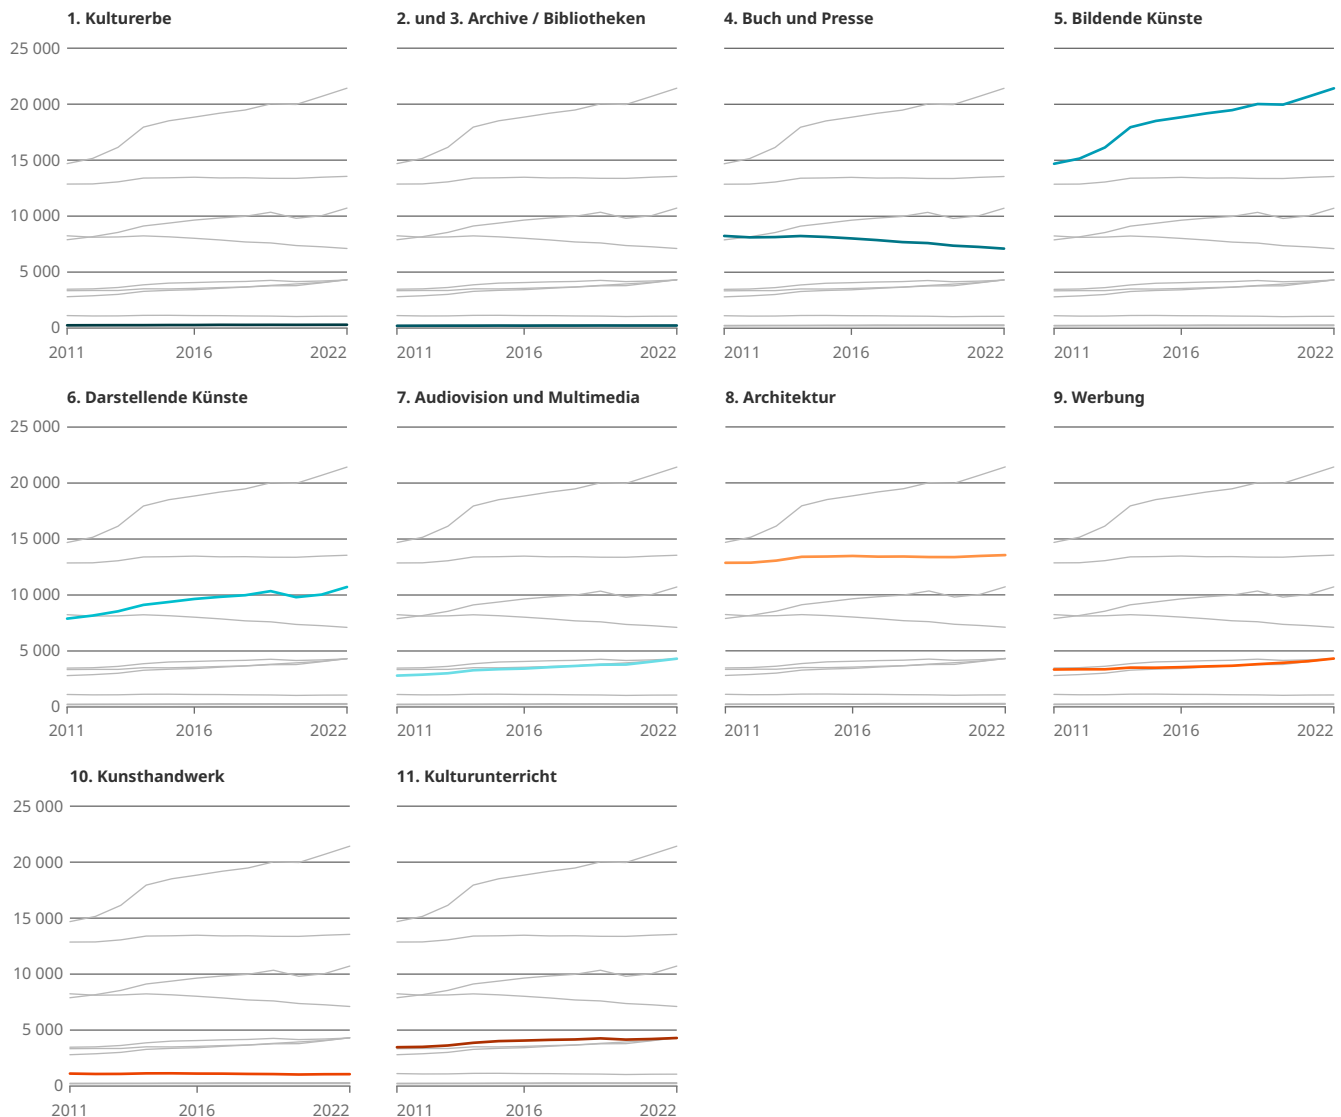 1. Kulturerbe
2. und 3. Archive / Bibliotheken
4. Buch und Presse
5. Bildende Künste
25 000
20 000
15 000
10 000
5 000
0
2011 2016 2022
2011 2016 2022
2011 2016 2022
2011 2016 2022
6. Darstellende Künste
7. Audiovision und Multimedia
8. Architektur
9. Werbung
25 000
20 000
15 000
10 000
5 000
0
2011 2016 2022
2011 2016 2022
2011 2016 2022
2011 2016 2022
10. Kunsthandwerk
11. Kulturunterricht
25 000
20 000
15 000
10 000
5 000
0
2011 2016 2022
2011 2016 2022